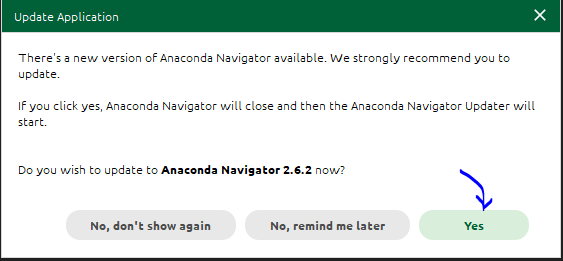 Update Application
There's a new version of Anaconda Navigator available. We strongly recommend you to
update.
If you click yes, Anaconda Navigator will close and then the Anaconda Navigator Updater will
start.
Do you wish to update to Anaconda Navigator 2.6.2 now?
No, don't show again
No, remind me later
Yes